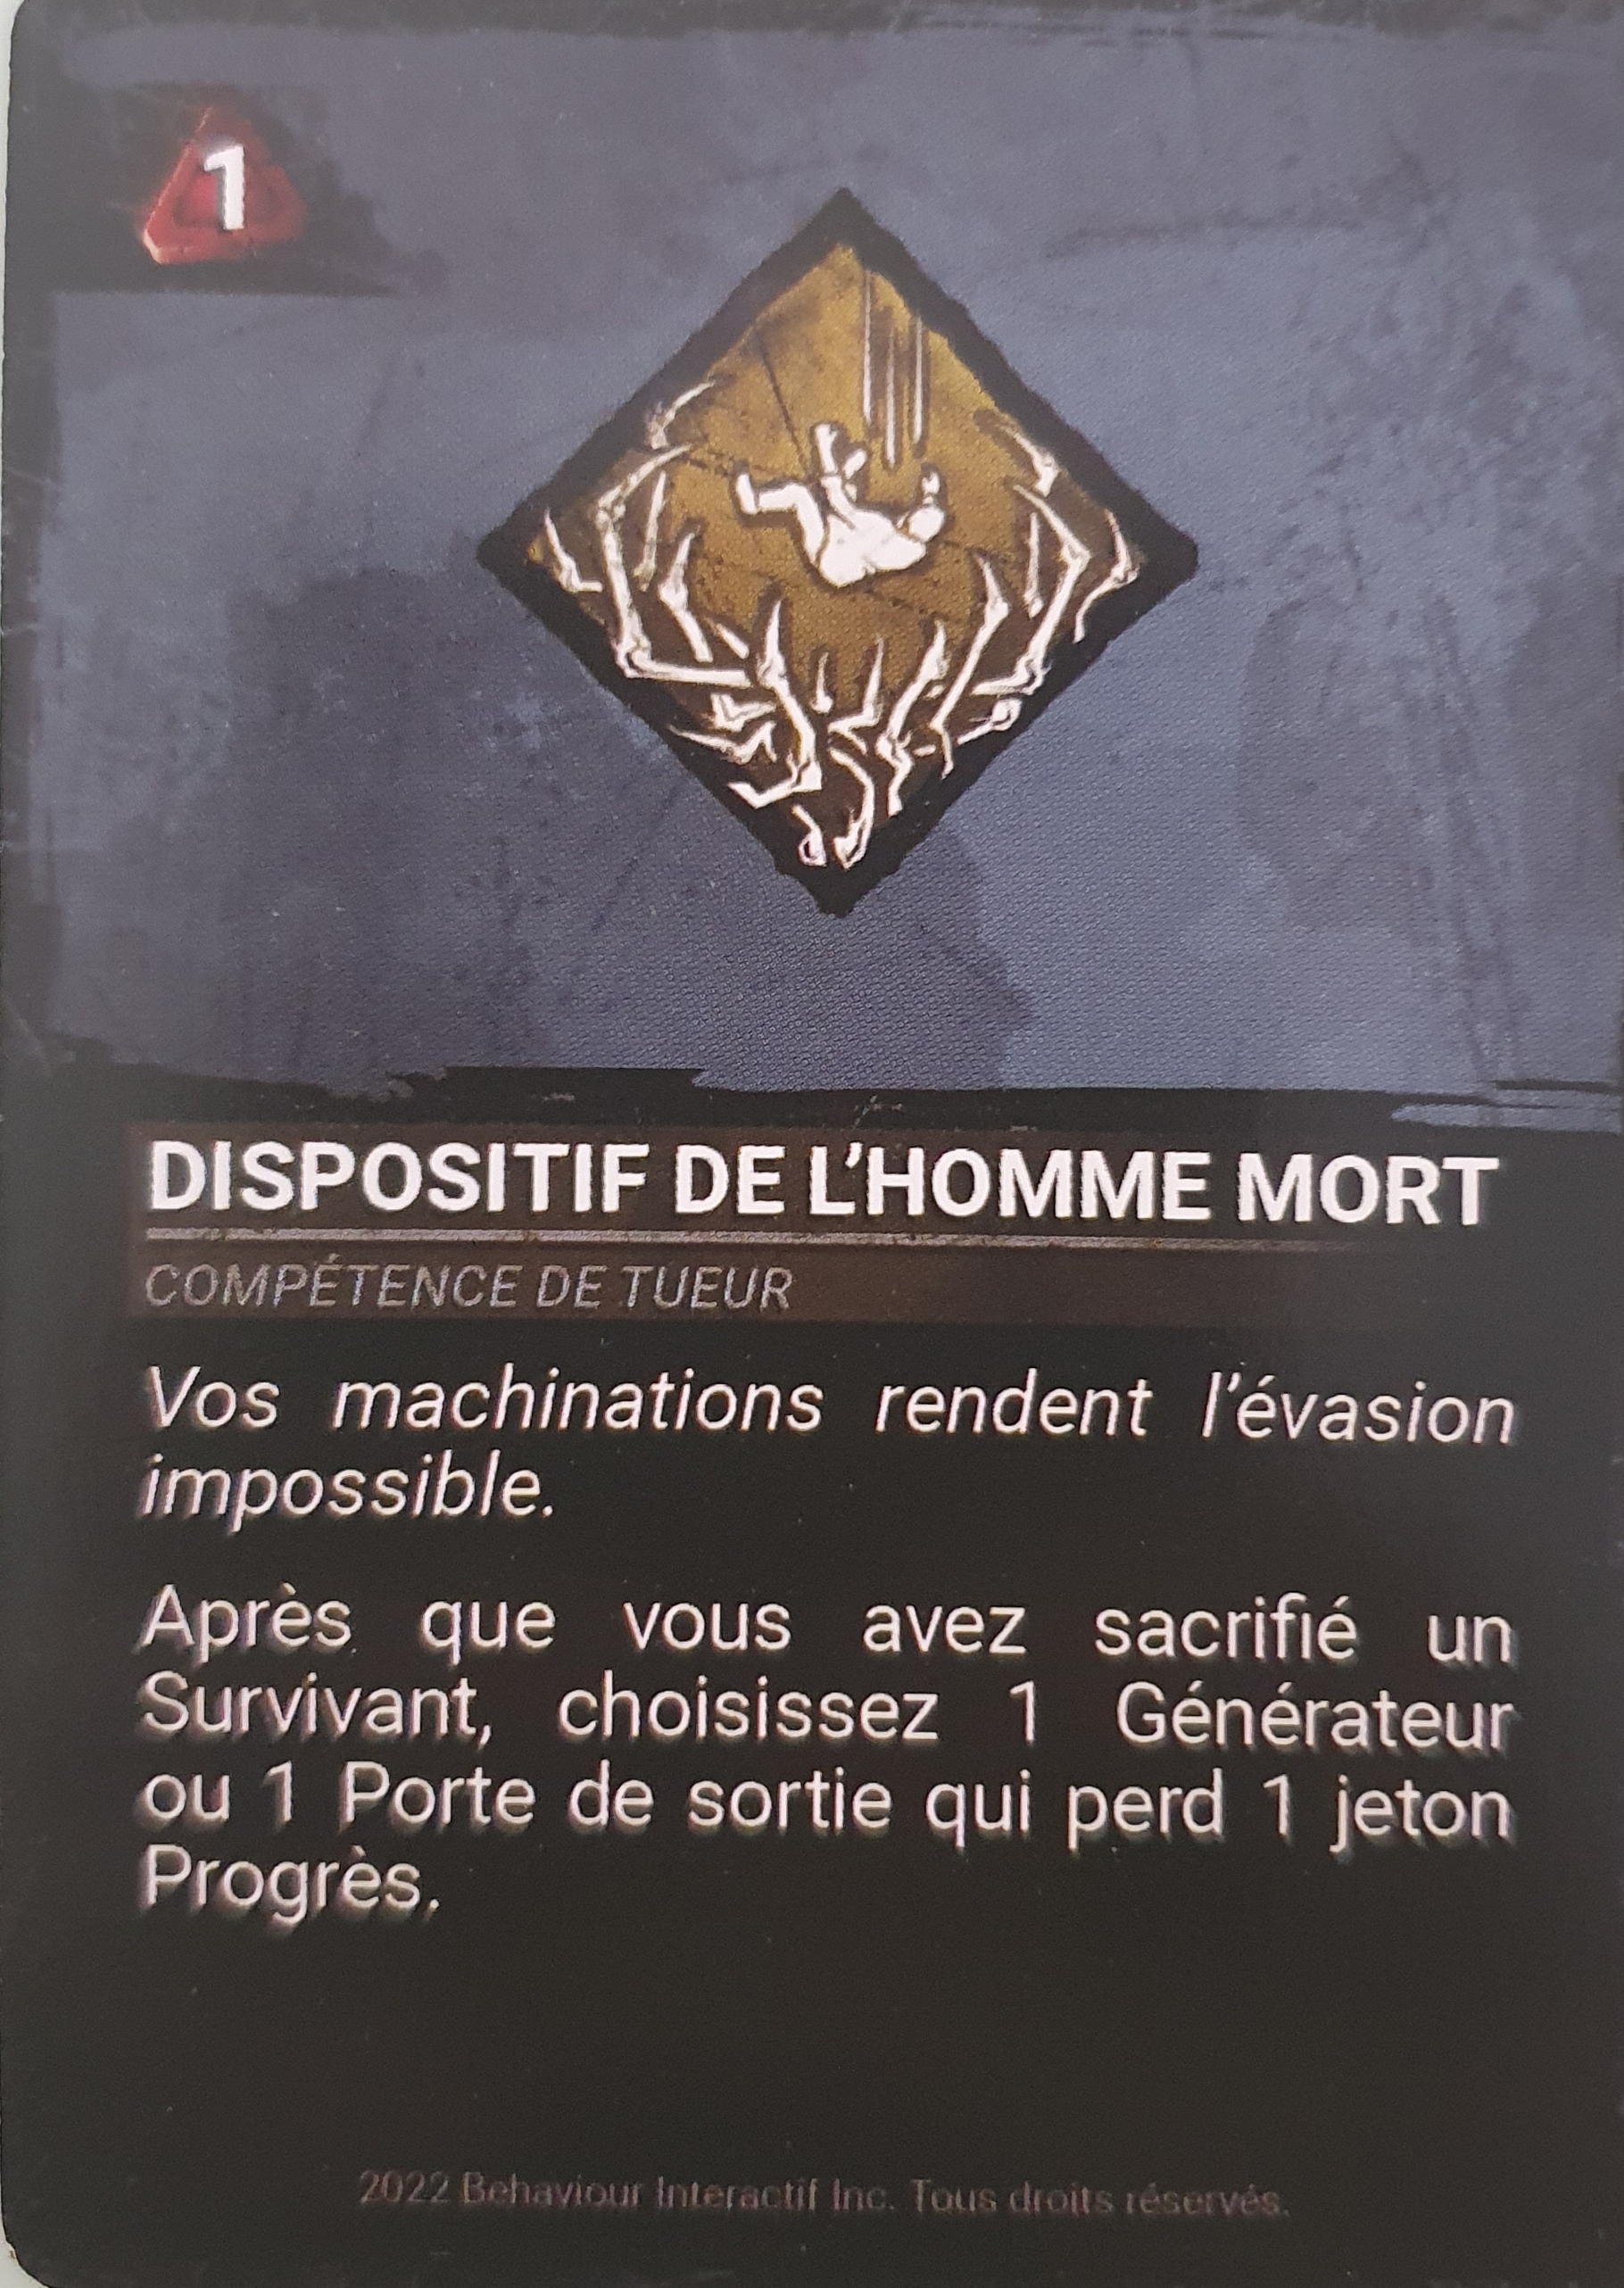 1
DISPOSITIF DE L'HOMME MORT
COMPÉTENCE DE TUEUR
Vos machinations rendent l'évasion
impossible.
Après que vous avez sacrifié un
Survivant, choisissez 1 Générateur
ou 1 Porte de sortie qui perd 1 jeton
Progrès.
2022 Behaviour Interactif Inc. Tous droits réservés.